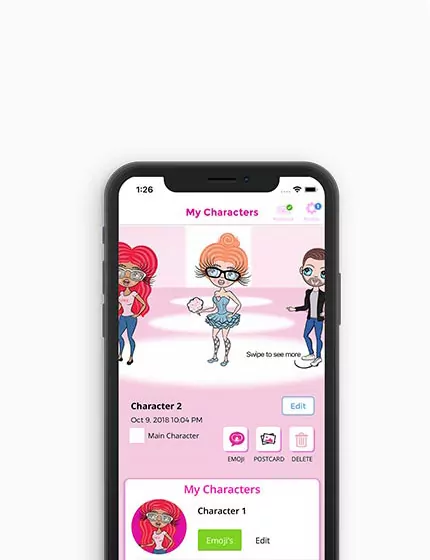 1:26
My Characters
Swipe to see more
Character 2
Edit
Oct 9, 2018 10:04 PM
Main Character
EMOJI
POSTCARD
DELETE
My Characters
Character 1
Emoji's
Edit